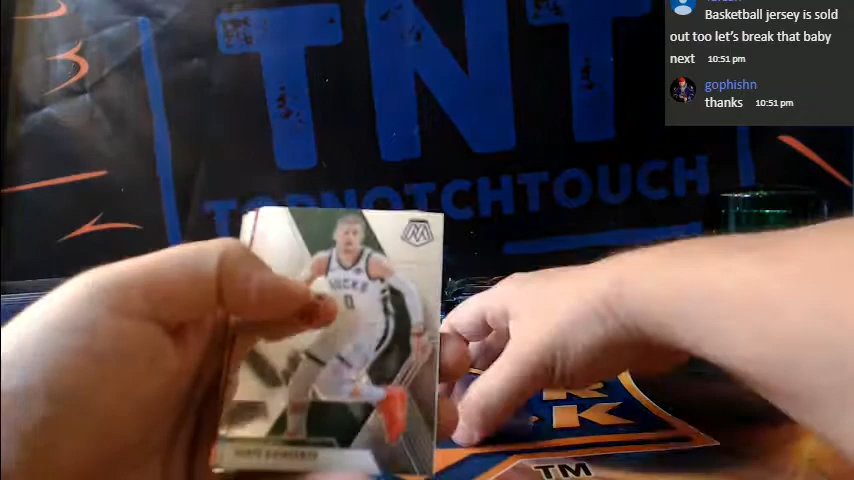 Basketball jersey is sold
out too let's break that baby
next 10:51 pm
gophishn
thanks 10:51 pm
TNT
TOPNOTCHTOUCH
BUCKS
0
TM